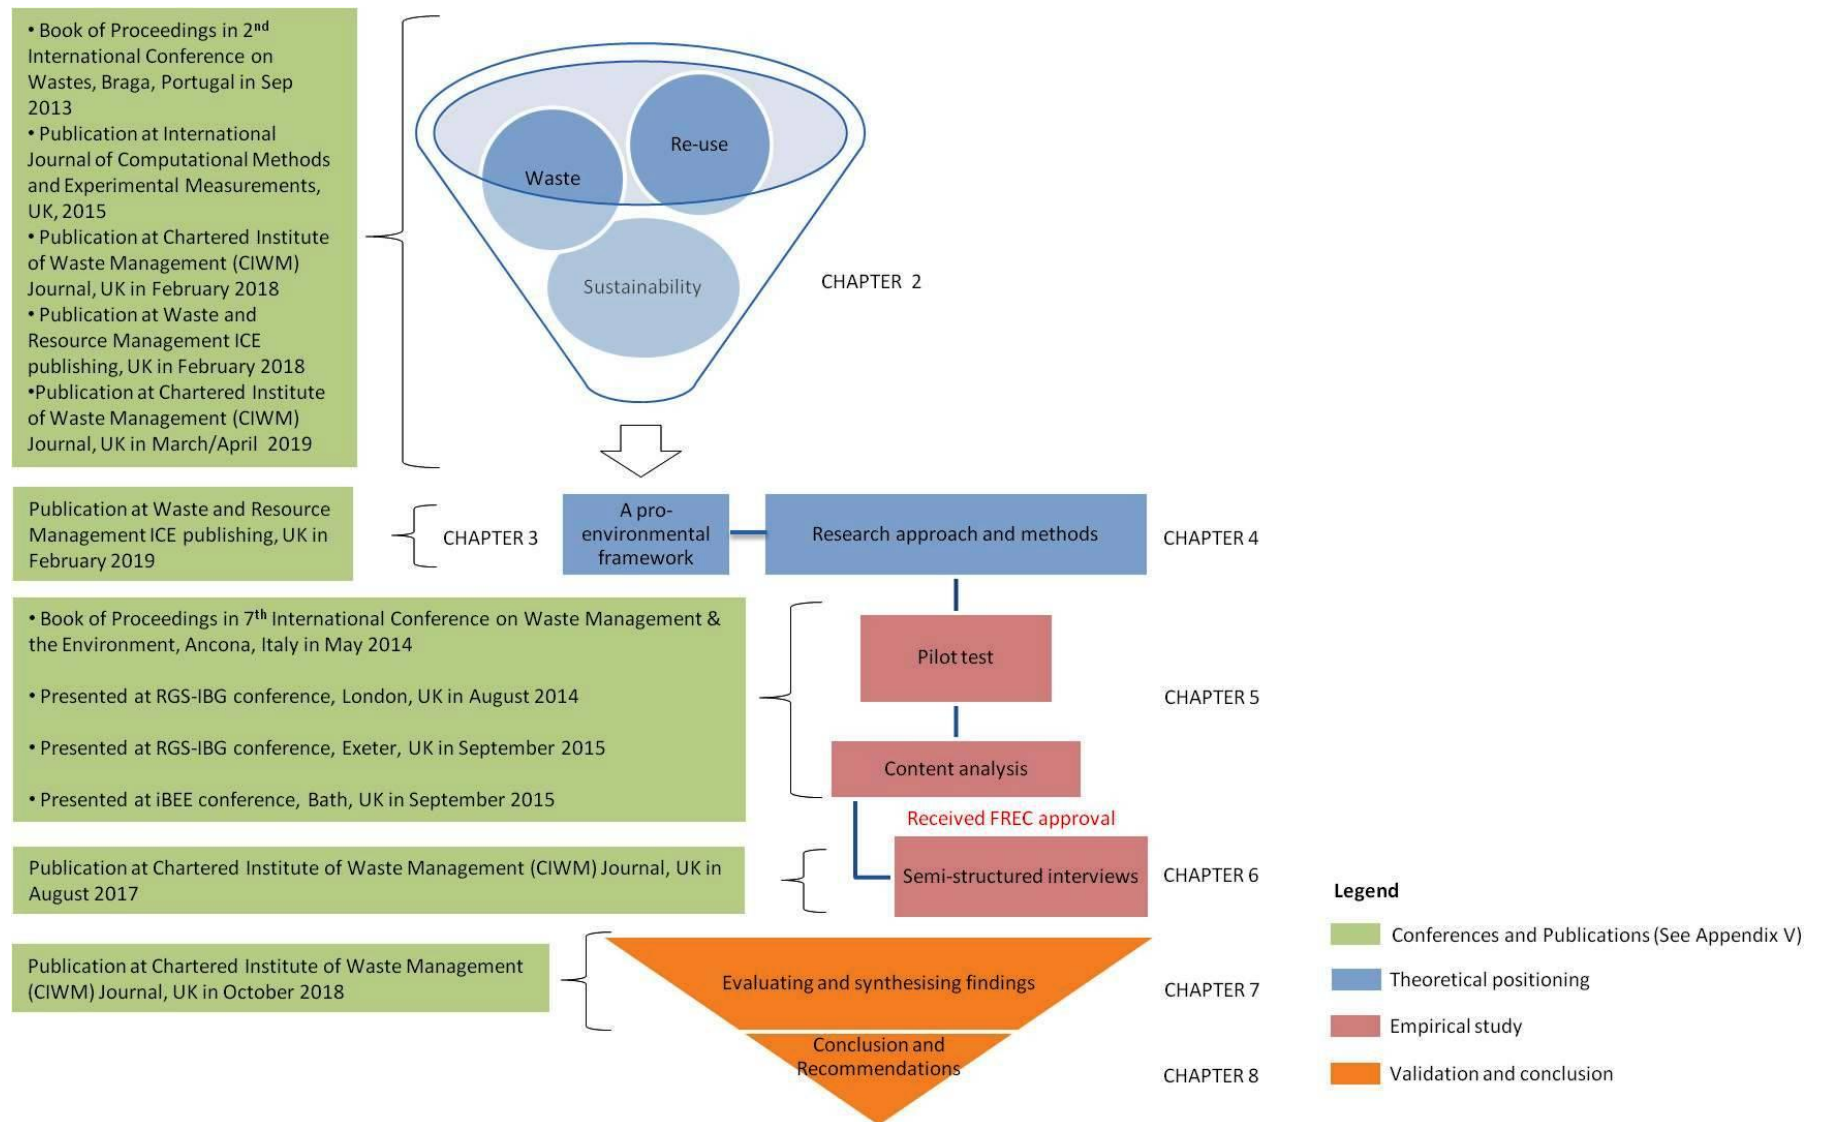 • Book of Proceedings in 2nd
International Conference on
Wastes, Braga, Portugal in Sep
2013
• Publication at International
Journal of Computational Methods
and Experimental Measurements,
UK, 2015
• Publication at Chartered Institute
of Waste Management (CIWM)
Journal, UK in February 2018
• Publication at Waste and
Resource Management ICE
publishing, UK in February 2018
•Publication at Chartered Institute
of Waste Management (CIWM)
Journal, UK in March/April 2019
Re-use
Waste
Sustainability
CHAPTER 2
Publication at Waste and Resource
Management ICE publishing, UK in
February 2019
CHAPTER 3
A pro-
environmental
framework
Research approach and methods
CHAPTER 4
• Book of Proceedings in 7th International Conference on Waste Management &
the Environment, Ancona, Italy in May 2014
• Presented at RGS-IBG conference, London, UK in August 2014
• Presented at RGS-IBG conference, Exeter, UK in September 2015
• Presented at iBEE conference, Bath, UK in September 2015
Pilot test
CHAPTER 5
Content analysis
Received FREC approval
Publication at Chartered Institute of Waste Management (CIWM) Journal, UK in
August 2017
Semi-structured interviews
CHAPTER 6
Publication at Chartered Institute of Waste Management
(CIWM) Journal, UK in October 2018
Evaluating and synthesising findings
CHAPTER 7
Conclusion and
Recommendations
CHAPTER 8
Legend
Conferences and Publications (See Appendix V)
Theoretical positioning
Empirical study
Validation and conclusion